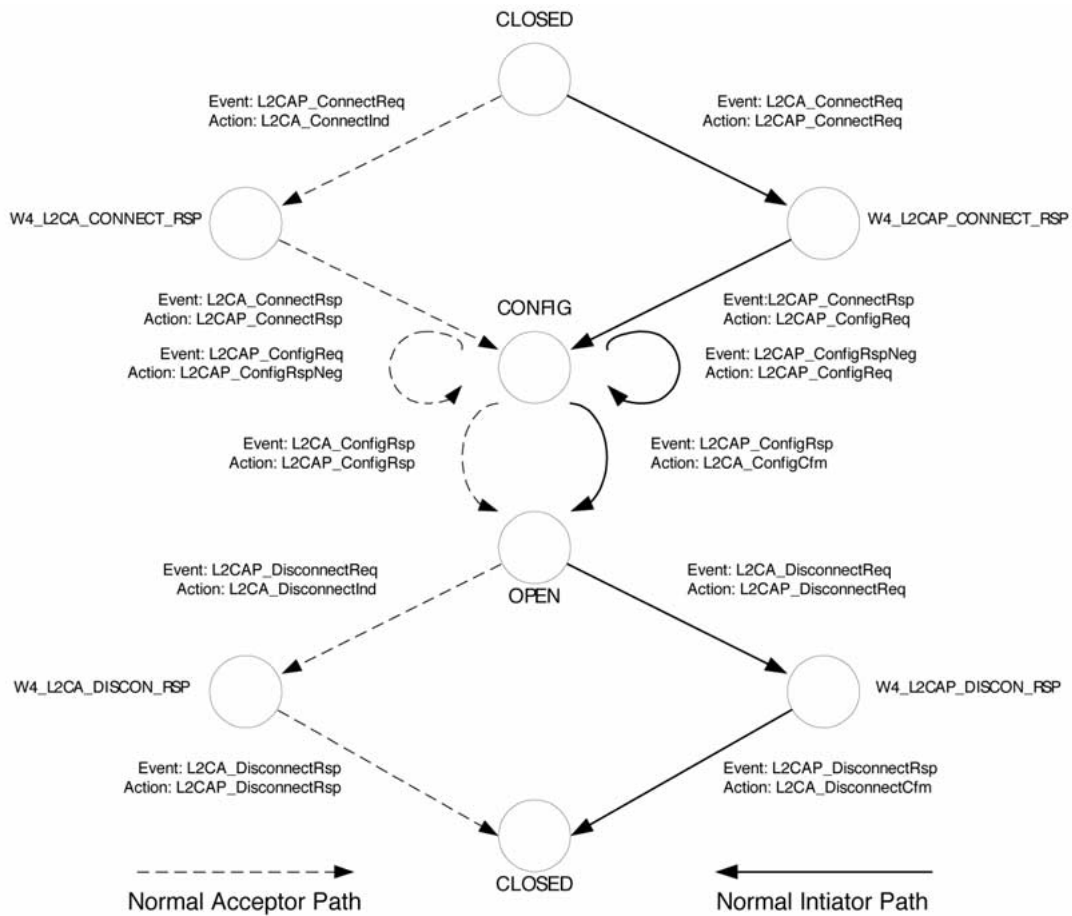 CLOSED
Event: L2CAP_ConnectReq
Action: L2CA_ConnectInd
Event: L2CA_ConnectReq
Action: L2CAP_ConnectReq
W4_L2CA_CONNECT_RSP
W4_L2CAP_CONNECT_RSP
Event: L2CA_ConnectRsp
Action: L2CAP_ConnectRsp
CONFIG
Event:L2CAP_ConnectRsp
Action: L2CAP_ConfigReq
Event: L2CAP_ConfigReq
Action: L2CAP_ConfigRspNeg
Event: L2CAP_ConfigRspNeg
Action: L2CAP_ConfigReq
Event: L2CA_ConfigRsp
Action: L2CAP_ConfigRsp
Event: L2CAP_ConfigRsp
Action: L2CA_ConfigCfm
Event: L2CAP_DisconnectReq
Action: L2CA_DisconnectInd
Event: L2CA_DisconnectReq
Action: L2CAP_DisconnectReq
OPEN
W4_L2CA_DISCON_RSP
W4_L2CAP_DISCON_RSP
Event: L2CA_DisconnectRsp
Action: L2CAP_DisconnectRsp
Event: L2CAP_DisconnectRsp
Action: L2CA_DisconnectCfm
CLOSED
Normal Acceptor Path
Normal Intiator Path